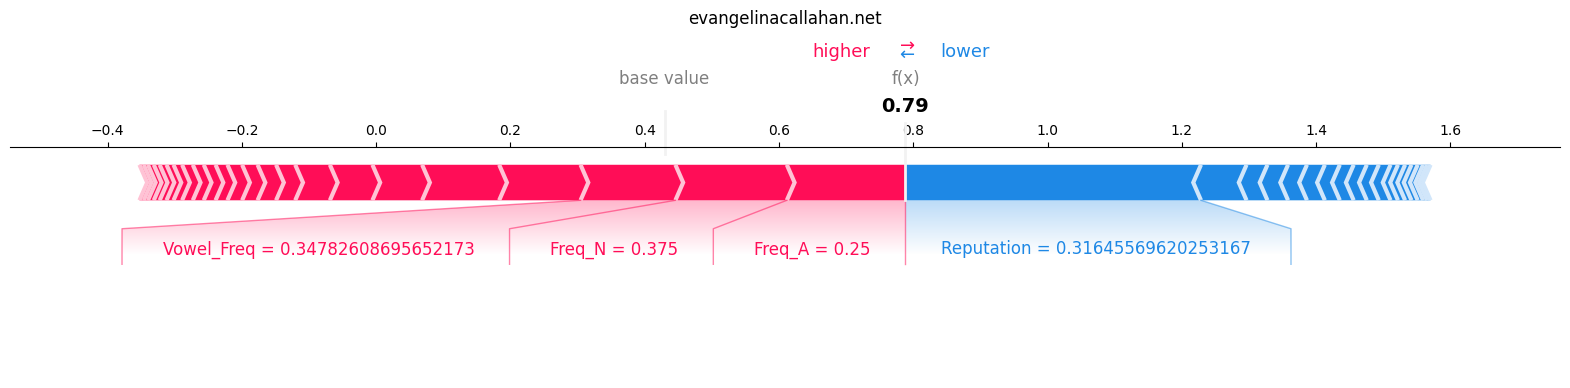 evangelinacallahan.net
higher ⇄ lower
base value f(x)
0.79
−0.4 −0.2 0.0 0.2 0.4 0.6 0.8 1.0 1.2 1.4 1.6
Vowel_Freq = 0.34782608695652173 Freq_N = 0.375 Freq_A = 0.25 Reputation = 0.31645569620253167